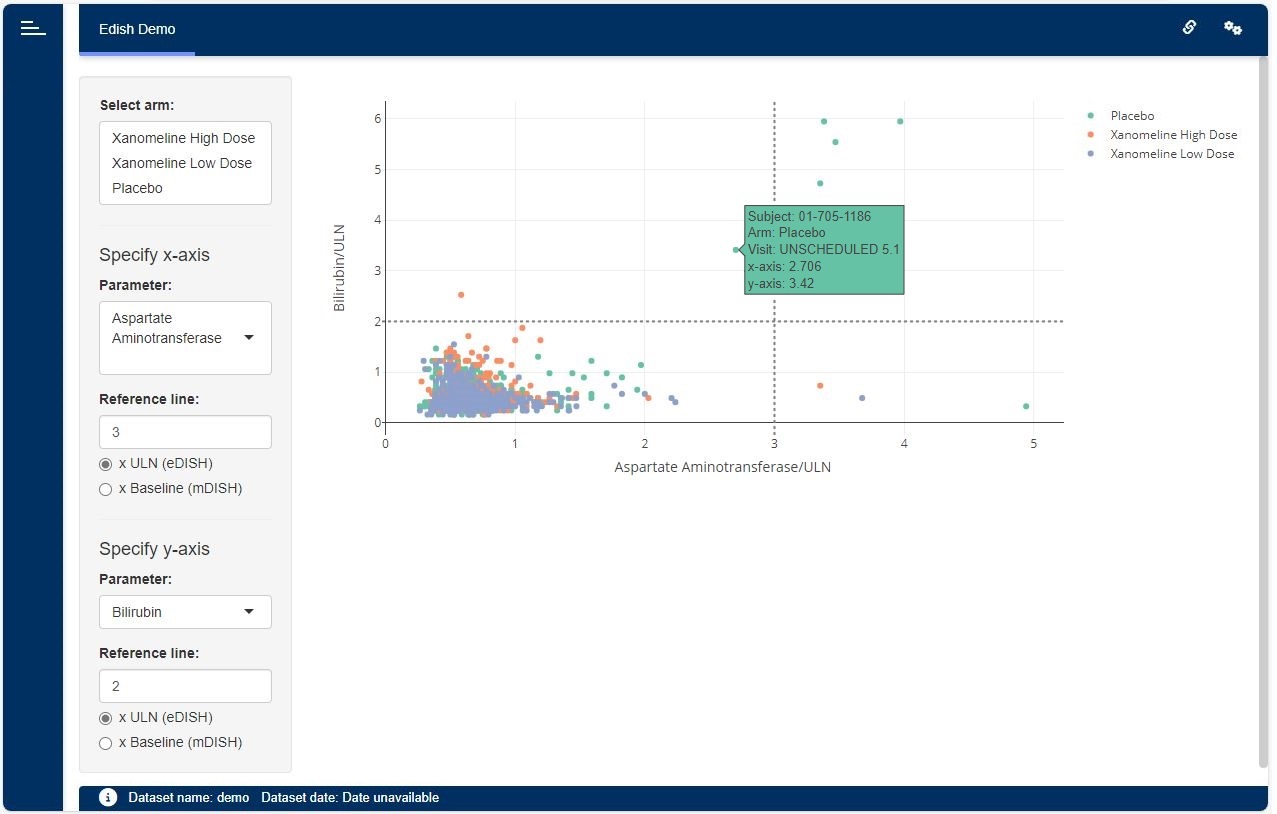 Edish Demo
Select arm:
Xanomeline High Dose
Xanomeline Low Dose
Placebo
Specify x-axis
Parameter:
Aspartate
Aminotransferase
Reference line:
3
x ULN (eDISH)
x Baseline (mDISH)
Specify y-axis
Parameter:
Bilirubin
Reference line:
2
x ULN (eDISH)
x Baseline (mDISH)
Bilirubin/ULN
6
5
4
3
2
1
0
0 1 2 3 4 5
Aspartate Aminotransferase/ULN
Subject: 01-705-1186
Arm: Placebo
Visit: UNSCHEDULED 5.1
x-axis: 2.706
y-axis: 3.42
Placebo
Xanomeline High Dose
Xanomeline Low Dose
Dataset name: demo Dataset date: Date unavailable